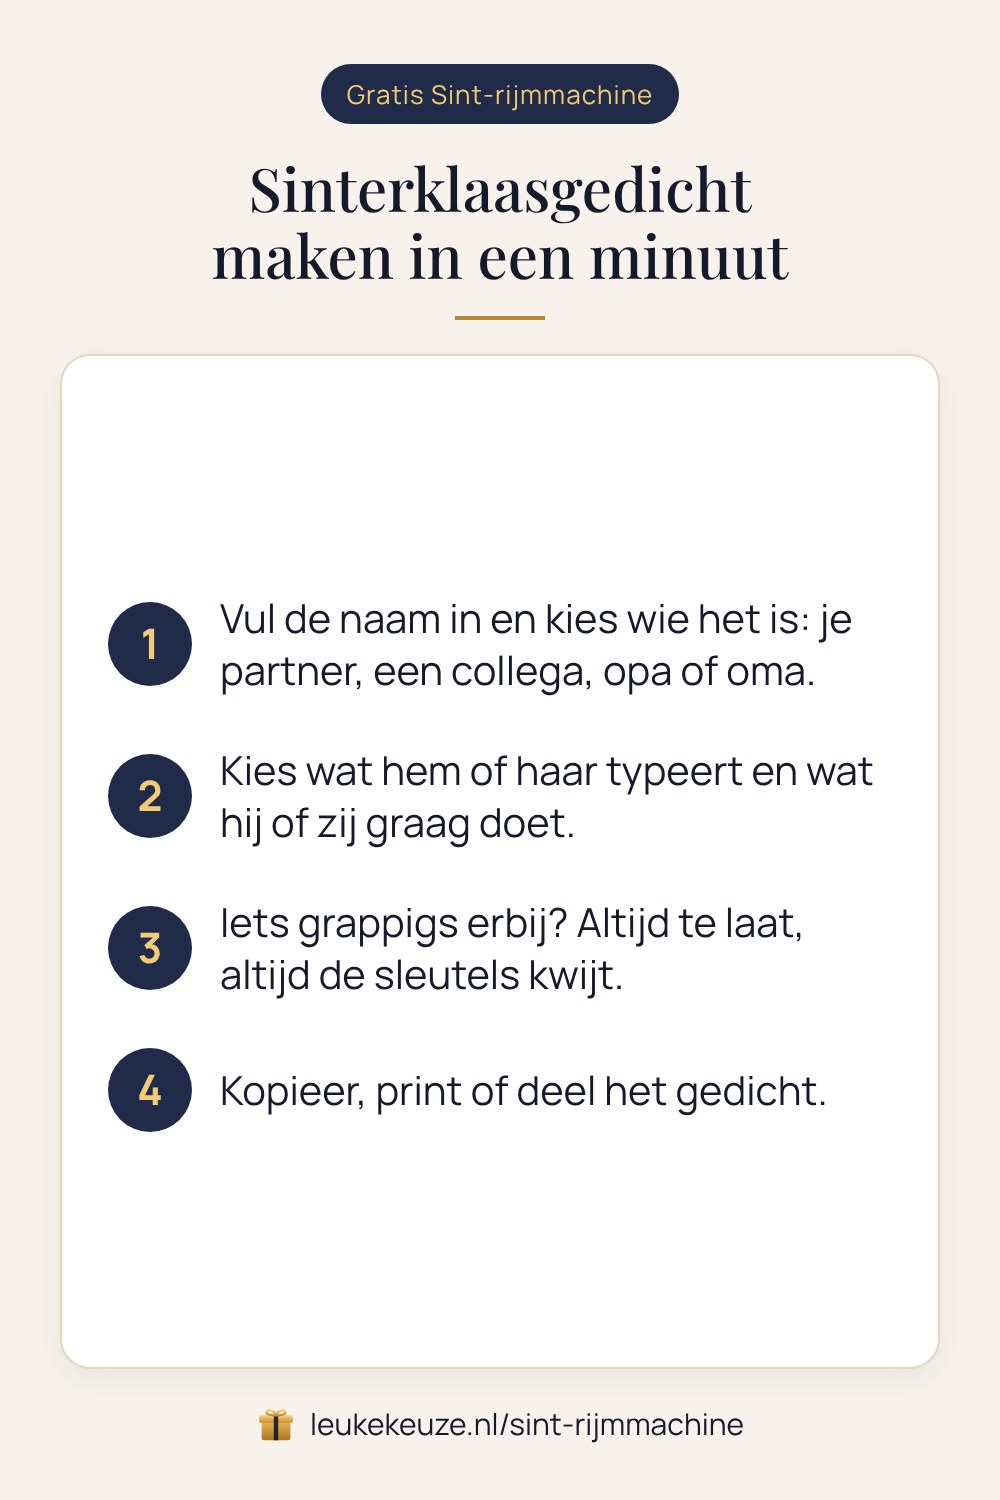 Gratis Sint-rijmmachine
Sinterklaasgedicht
maken in een minuut
1
Vul de naam in en kies wie het is: je
partner, een collega, opa of oma.
2
Kies wat hem of haar typeert en wat
hij of zij graag doet.
3
Iets grappigs erbij? Altijd te laat,
altijd de sleutels kwijt.
4
Kopieer, print of deel het gedicht.
leukekeuze.nl/sint-rijmmachine